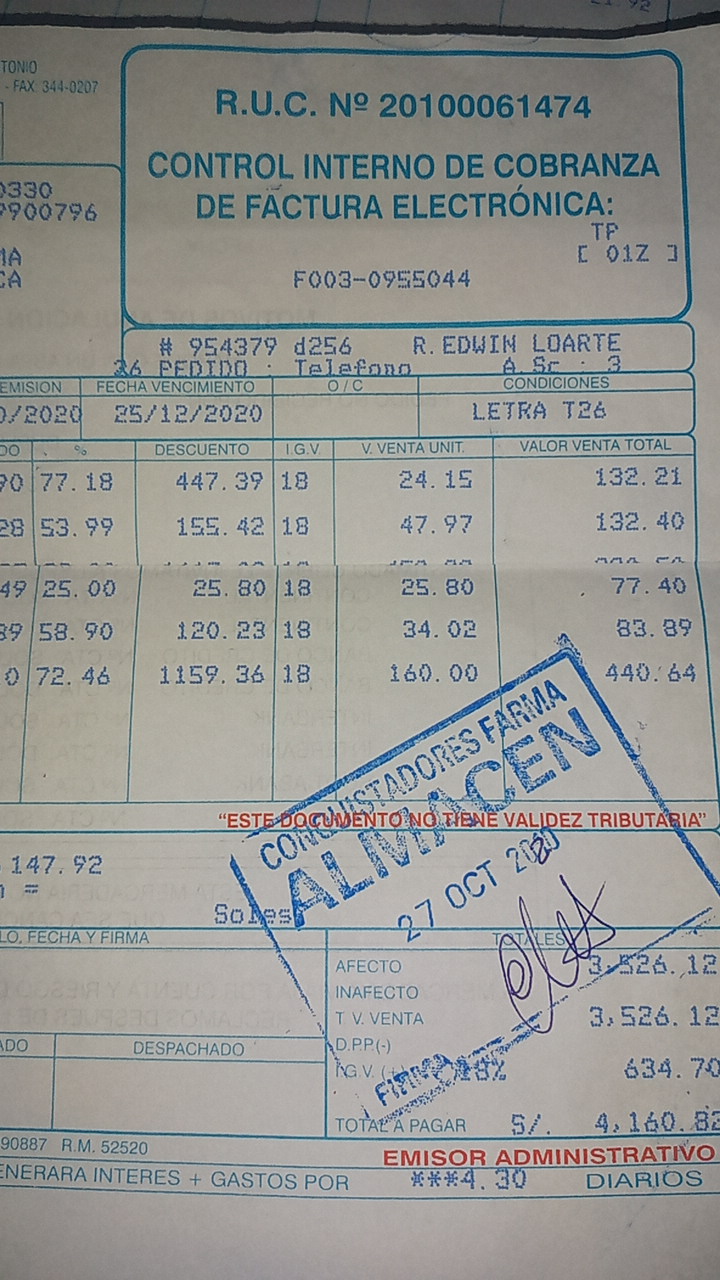 21.92
TONIO
- FAX: 344-0207
R.U.C. Nº 20100061474
CONTROL INTERNO DE COBRANZA
DE FACTURA ELECTRÓNICA:
0330
9900796
TP
[ 01Z ]
MA
CA
F003-0955044
# 954379 d256 R. EDWIN LOARTE
36 PEDIDO : Telefono A. Sc : 3
EMISION FECHA VENCIMIENTO O / C CONDICIONES
0/2020 25/12/2020 LETRA T26
DO % DESCUENTO I.G.V. V. VENTA UNIT. VALOR VENTA TOTAL
90 77.18 447.39 18 24.15 132.21
28 53.99 155.42 18 47.97 132.40
49 25.00 25.80 18 25.80 77.40
89 58.90 120.23 18 34.02 83.89
0 72.46 1159.36 18 160.00 440.64
CONQUISTADORES FARMA
ALMACEN
27 OCT 2020
FIRMA
"ESTE DOCUMENTO NO TIENE VALIDEZ TRIBUTARIA"
147.92
n =
Soles
LO, FECHA Y FIRMA
TOTALES
AFECTO 3,526.12
INAFECTO
T V. VENTA 3,526.12
ADO DESPACHADO
D.P.P.(-)
I.G.V. (+) 18% 634.70
TOTAL A PAGAR S/. 4,160.82
90887 R.M. 52520
EMISOR ADMINISTRATIVO
ENERARA INTERES + GASTOS POR ***4.30 DIARIOS